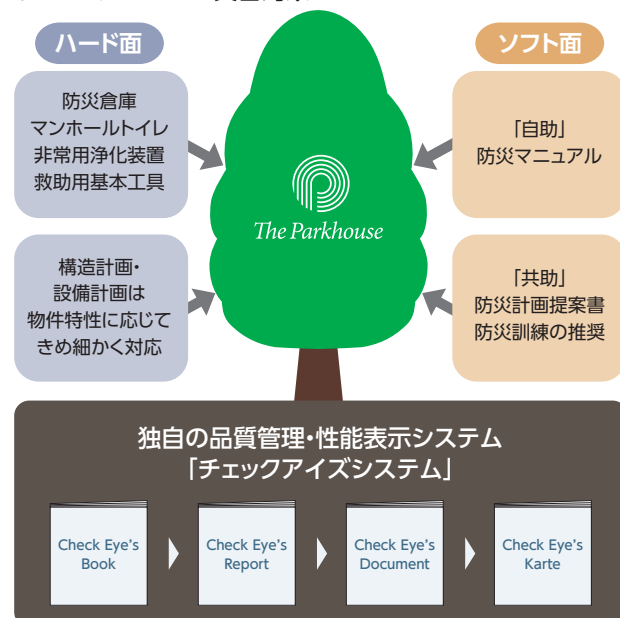 ハード面
防災倉庫
マンホールトイレ
非常用浄化装置
救助用基本工具
構造計画・
設備計画は
物件特性に応じて
きめ細かく対応
The Parkhouse
ソフト面
「自助」
防災マニュアル
「共助」
防災計画提案書
防災訓練の推奨
独自の品質管理・性能表示システム
「チェックアイズシステム」
Check Eye's
Book
Check Eye's
Report
Check Eye's
Document
Check Eye's
Karte